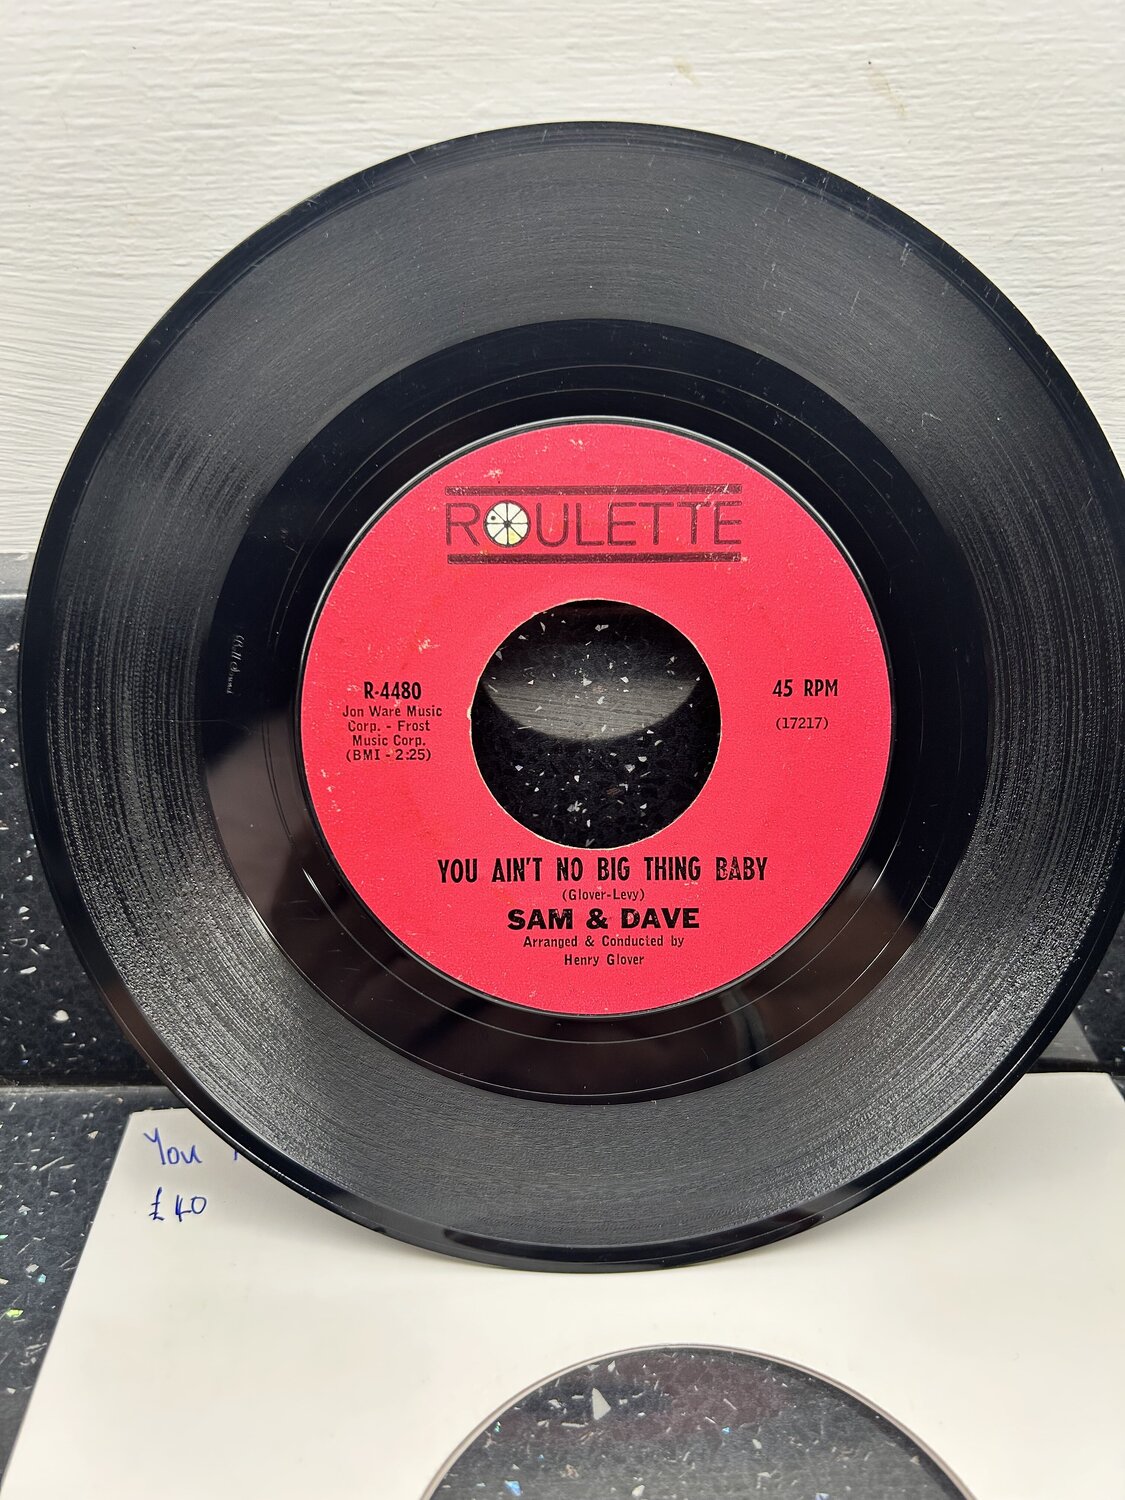 ROULETTE
R-4480
Jon Ware Music
Corp. - Frost
Music Corp.
(BMI - 2:25)
45 RPM
(17217)
YOU AIN'T NO BIG THING BABY
(Glover-Levy)
SAM & DAVE
Arranged & Conducted by
Henry Glover
You
£40